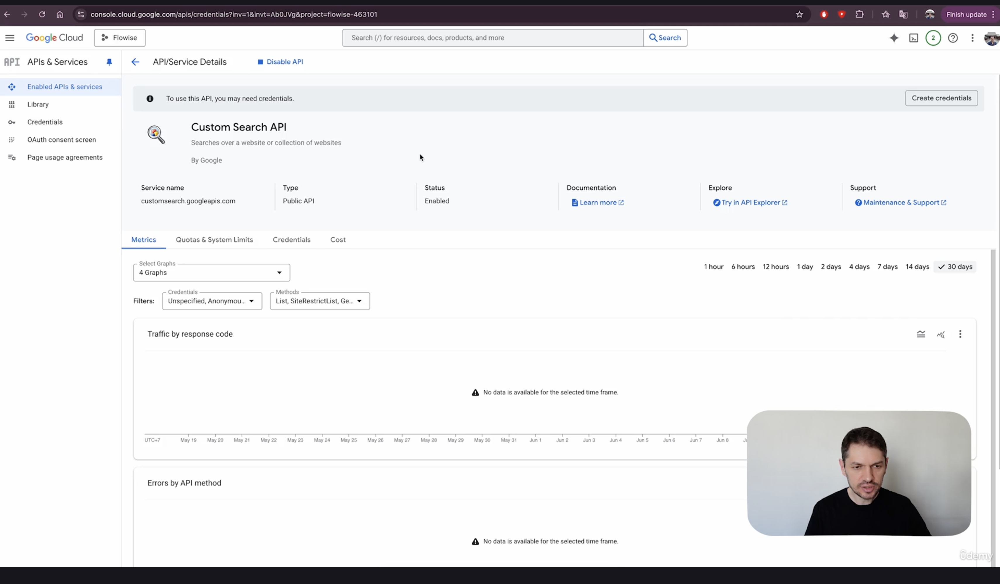 console.cloud.google.com/apis/credentials?inv=1&invt=Ab0JVg&project=flowise-463101
Finish update
Google Cloud
Flowise
Search (/) for resources, docs, products, and more
Search
2
API APIs & Services
API/Service Details
Disable API
Enabled APIs & services
Library
Credentials
OAuth consent screen
Page usage agreements
To use this API, you may need credentials.
Create credentials
Custom Search API
Searches over a website or collection of websites
By Google
Service name
customsearch.googleapis.com
Type
Public API
Status
Enabled
Documentation
Learn more
Explore
Try in API Explorer
Support
Maintenance & Support
Metrics Quotas & System Limits Credentials Cost
Select Graphs
4 Graphs
1 hour 6 hours 12 hours 1 day 2 days 4 days 7 days 14 days 30 days
Filters:
Credentials
Unspecified, Anonymou...
Methods
List, SiteRestrictList, Ge...
Traffic by response code
No data is available for the selected time frame.
UTC+7 May 19 May 20 May 21 May 22 May 23 May 24 May 25 May 26 May 27 May 28 May 29 May 30 May 31 Jun 1 Jun 2 Jun 3 Jun 4 Jun 5 Jun 6 Jun 7 Jun 8
Errors by API method
No data is available for the selected time frame.
ûdemy